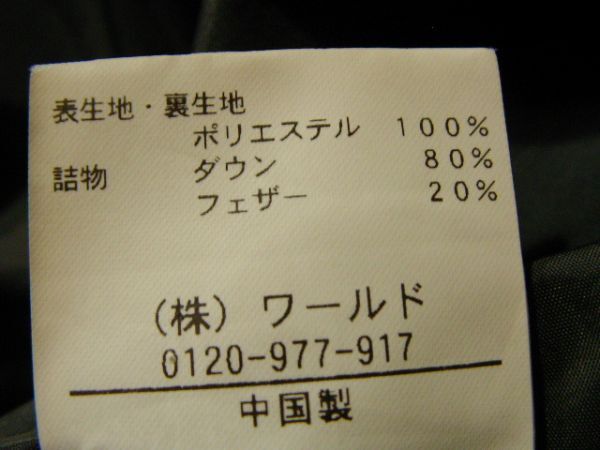 表生地・裏生地
ポリエステル 100%
詰物 ダウン 80%
フェザー 20%
(株) ワールド
0120-977-917
中国製